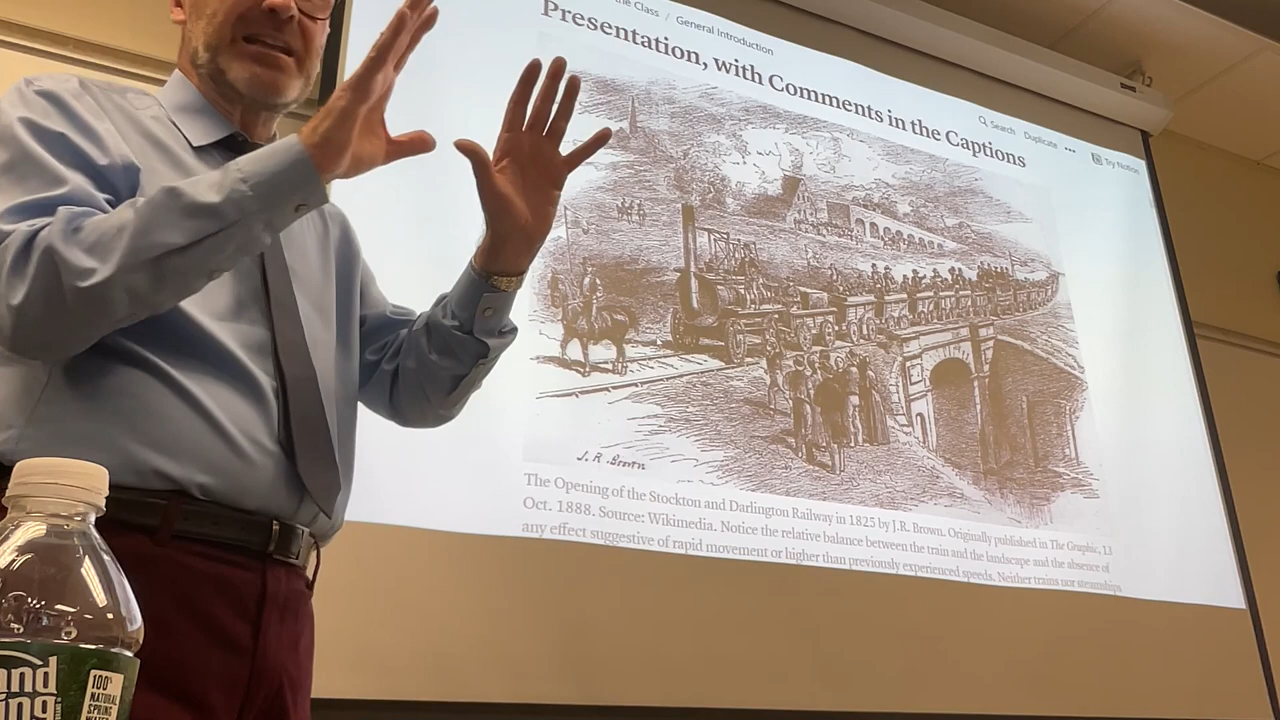 the Class / General Introduction
Presentation, with Comments in the Captions
Search Duplicate ••• Try Notion
J. R. Brown
The Opening of the Stockton and Darlington Railway in 1825 by J.R. Brown. Originally published in The Graphic, 13
Oct. 1888. Source: Wikimedia. Notice the relative balance between the train and the landscape and the absence of
any effect suggestive of rapid movement or higher than previously experienced speeds. Neither trains nor steamships
and
ing
100%
NATURAL
SPRING
WATER